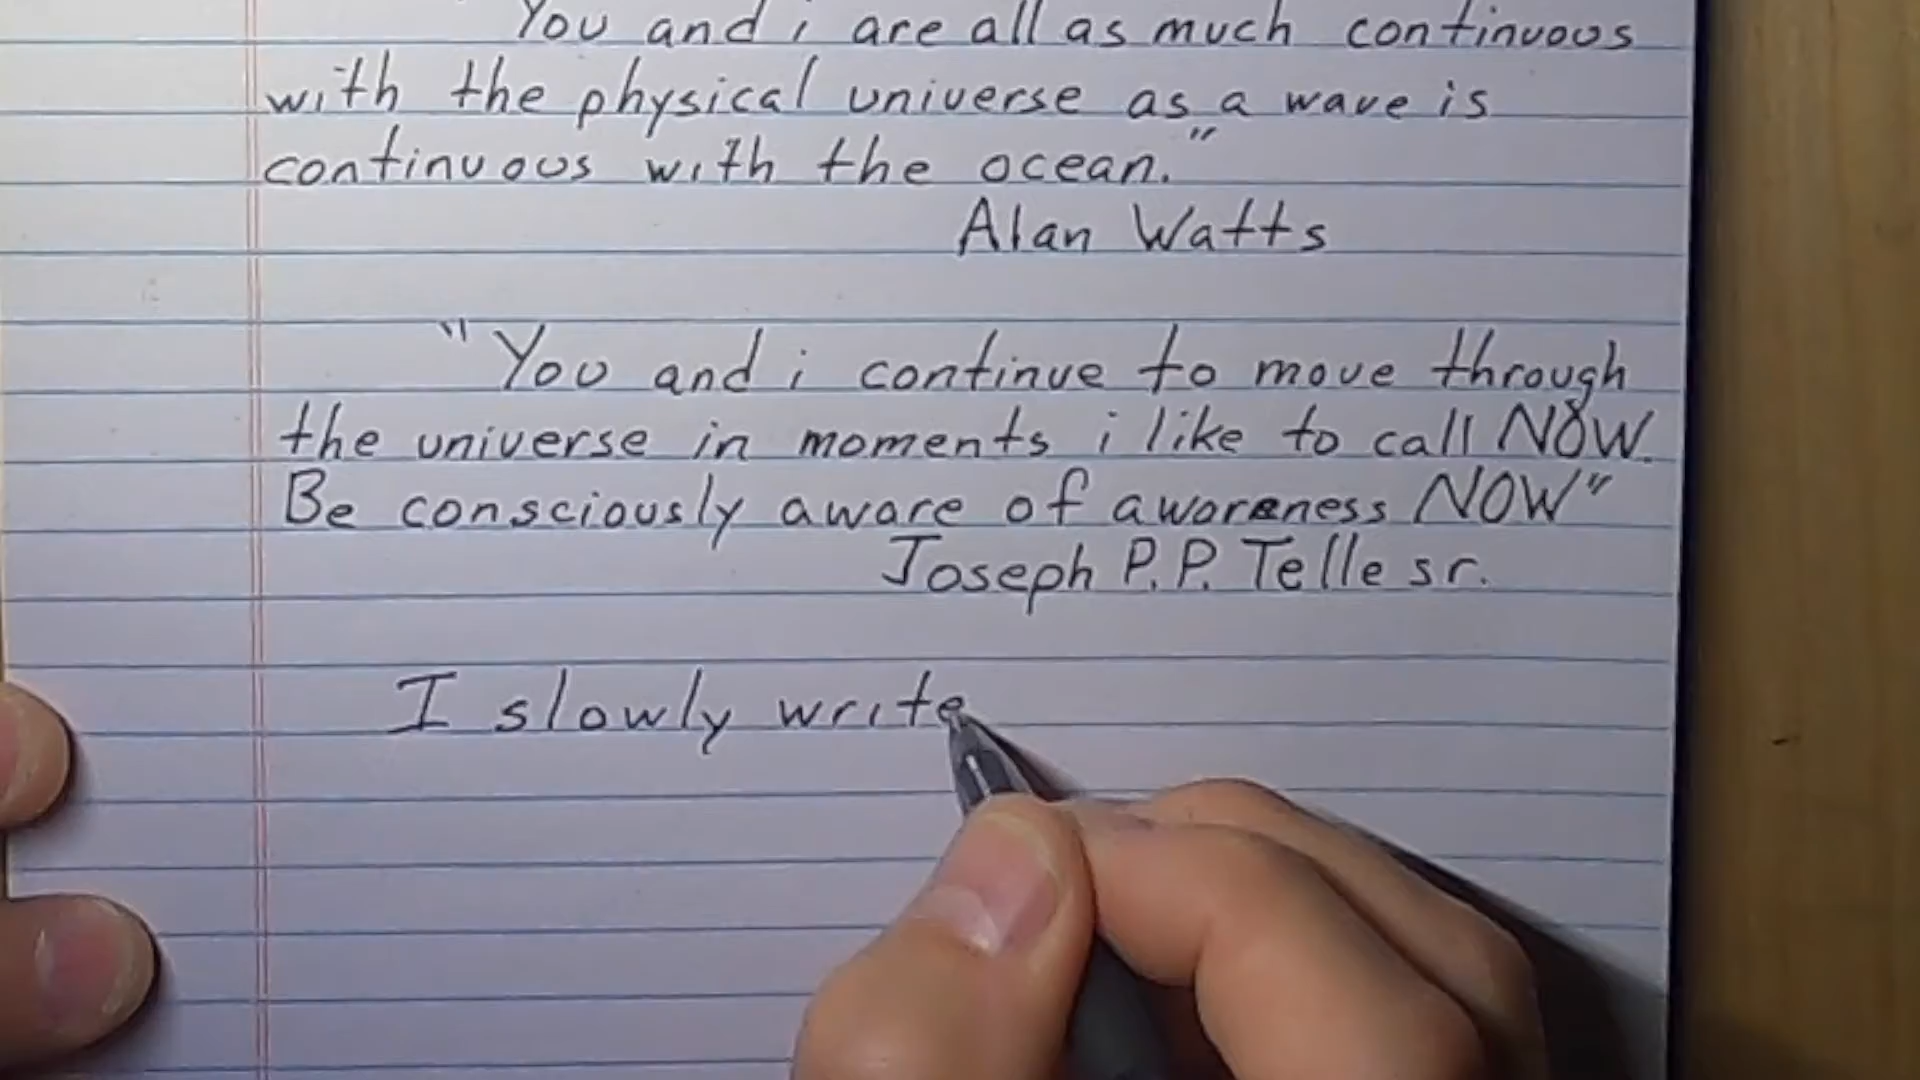 You and i are all as much continuous
with the physical universe as a wave is
continuous with the ocean."
Alan Watts
"You and i continue to move through
the universe in moments i like to call NOW.
Be consciously aware of awareness NOW"
Joseph P.P. Telle sr.
I slowly write